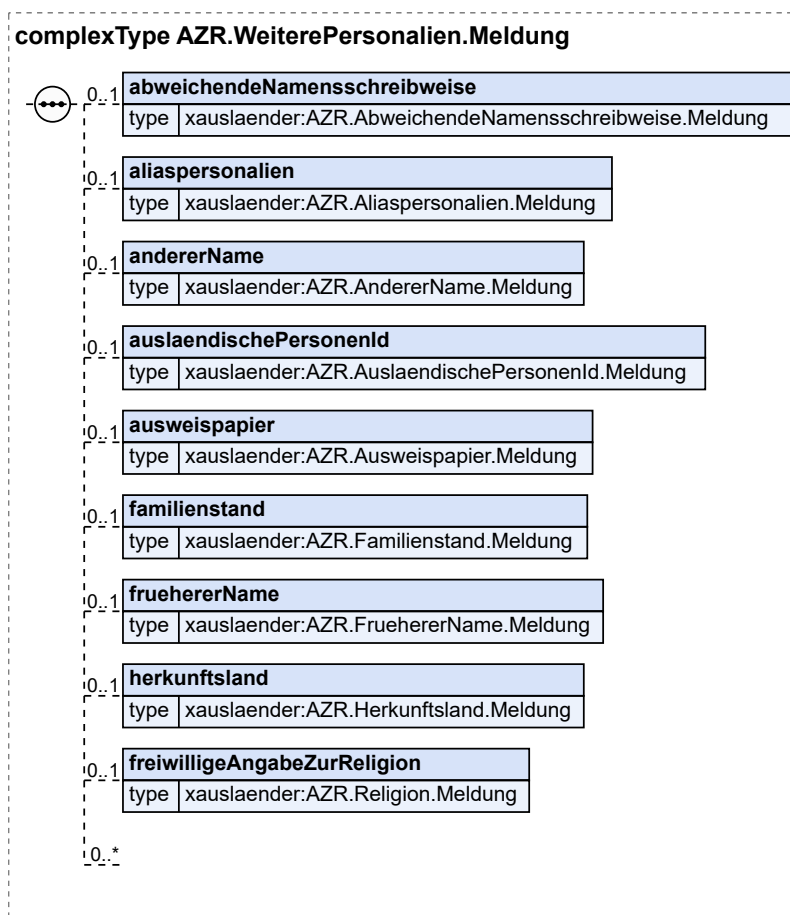 complexType AZR.WeiterePersonalien.Meldung
0..1 abweichendeNamensschreibweise
type xauslaender:AZR.AbweichendeNamensschreibweise.Meldung
0..1 aliaspersonalien
type xauslaender:AZR.Aliaspersonalien.Meldung
0..1 andererName
type xauslaender:AZR.AndererName.Meldung
0..1 auslaendischePersonenId
type xauslaender:AZR.AuslaendischePersonenId.Meldung
0..1 ausweispapier
type xauslaender:AZR.Ausweispapier.Meldung
0..1 familienstand
type xauslaender:AZR.Familienstand.Meldung
0..1 fruehererName
type xauslaender:AZR.FruehererName.Meldung
0..1 herkunftsland
type xauslaender:AZR.Herkunftsland.Meldung
0..1 freiwilligeAngabeZurReligion
type xauslaender:AZR.Religion.Meldung
0..*